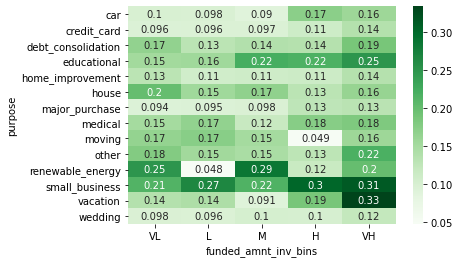 car 0.1 0.098 0.09 0.17 0.16
credit_card 0.096 0.096 0.097 0.11 0.14
debt_consolidation 0.17 0.13 0.14 0.14 0.19
educational 0.15 0.16 0.22 0.22 0.25
home_improvement 0.13 0.11 0.11 0.11 0.14
house 0.2 0.15 0.17 0.13 0.16
major_purchase 0.094 0.095 0.098 0.13 0.13
medical 0.15 0.17 0.12 0.18 0.18
moving 0.17 0.17 0.15 0.049 0.16
other 0.18 0.15 0.15 0.13 0.22
renewable_energy 0.25 0.048 0.29 0.12 0.2
small_business 0.21 0.27 0.22 0.3 0.31
vacation 0.14 0.14 0.091 0.19 0.33
wedding 0.098 0.096 0.1 0.1 0.12
VL L M H VH
funded_amnt_inv_bins
purpose
0.30
0.25
0.20
0.15
0.10
0.05